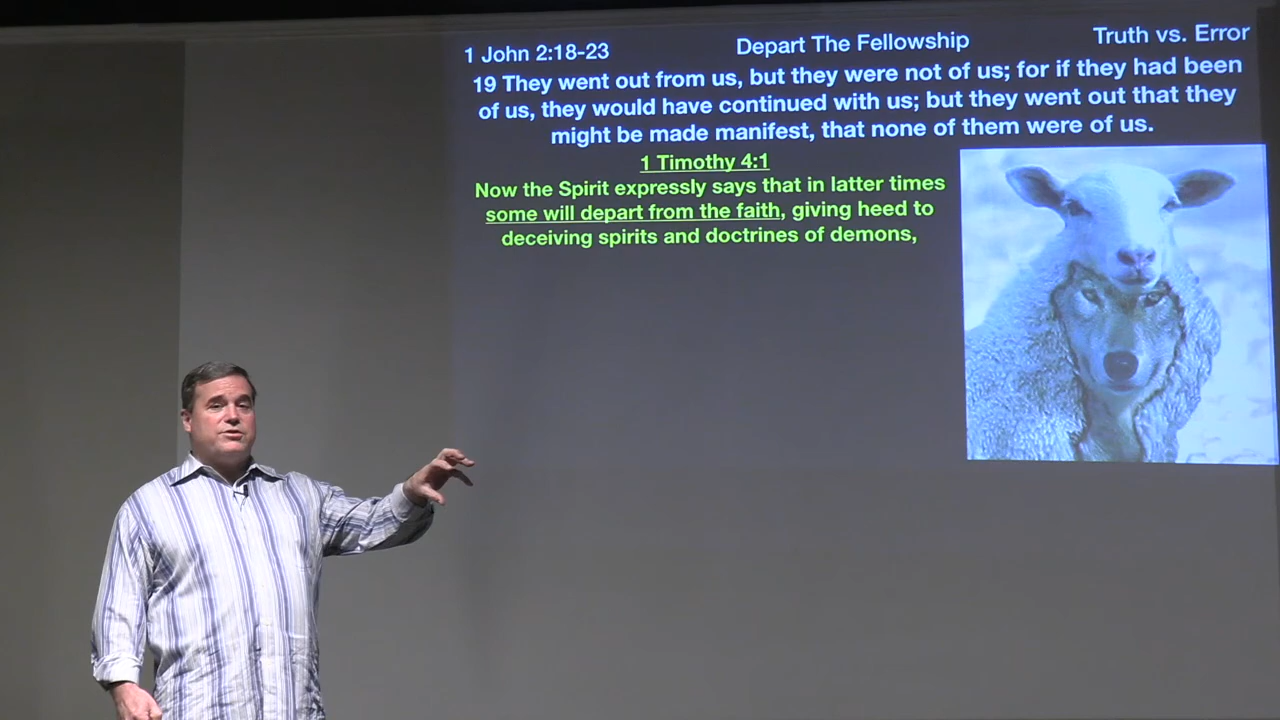 1 John 2:18-23 Depart The Fellowship Truth vs. Error
19 They went out from us, but they were not of us; for if they had been
of us, they would have continued with us; but they went out that they
might be made manifest, that none of them were of us.
1 Timothy 4:1
Now the Spirit expressly says that in latter times
some will depart from the faith, giving heed to
deceiving spirits and doctrines of demons,